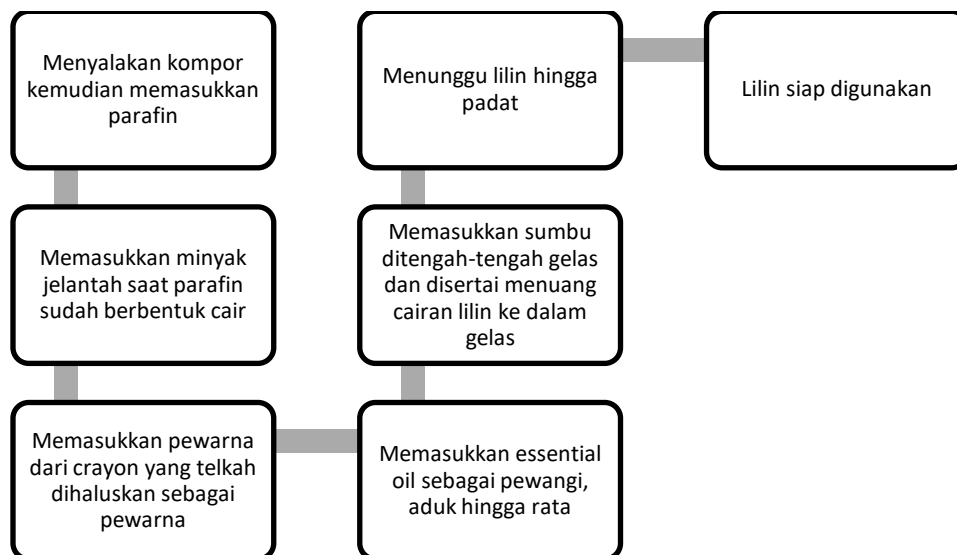 Menyalakan kompor
kemudian memasukkan
parafin
Memasukkan minyak
jelantah saat parafin
sudah berbentuk cair
Memasukkan pewarna
dari crayon yang telkah
dihaluskan sebagai
pewarna
Memasukkan essential
oil sebagai pewangi,
aduk hingga rata
Memasukkan sumbu
ditengah-tengah gelas
dan disertai menuang
cairan lilin ke dalam
gelas
Menunggu lilin hingga
padat
Lilin siap digunakan